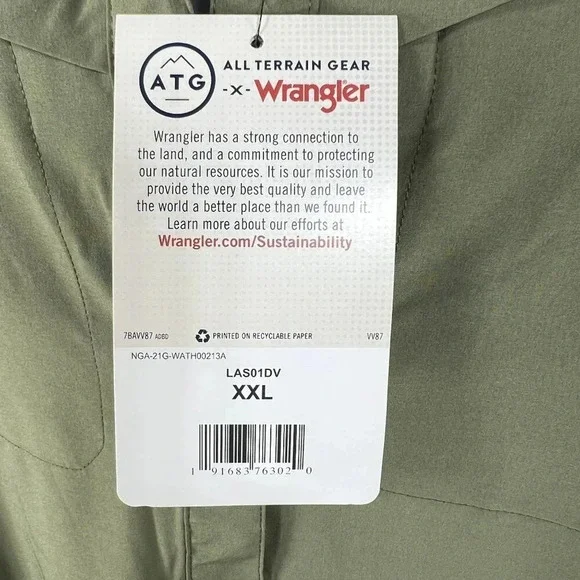 ATG
ALL TERRAIN GEAR
-X- Wrangler
Wrangler has a strong connection to
the land, and a commitment to protecting
our natural resources. It is our mission to
provide the very best quality and leave
the world a better place than we found it.
Learn more about our efforts at
Wrangler.com/Sustainability
7BAVV87 ADBD PRINTED ON RECYCLABLE PAPER VV87
NGA-21G-WATH00213A
LAS01DV
XXL
1 91683 76302 0